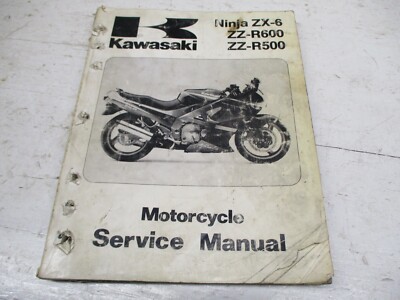 Kawasaki
Ninja ZX-6
ZZ-R600
ZZ-R500
Motorcycle
Service Manual